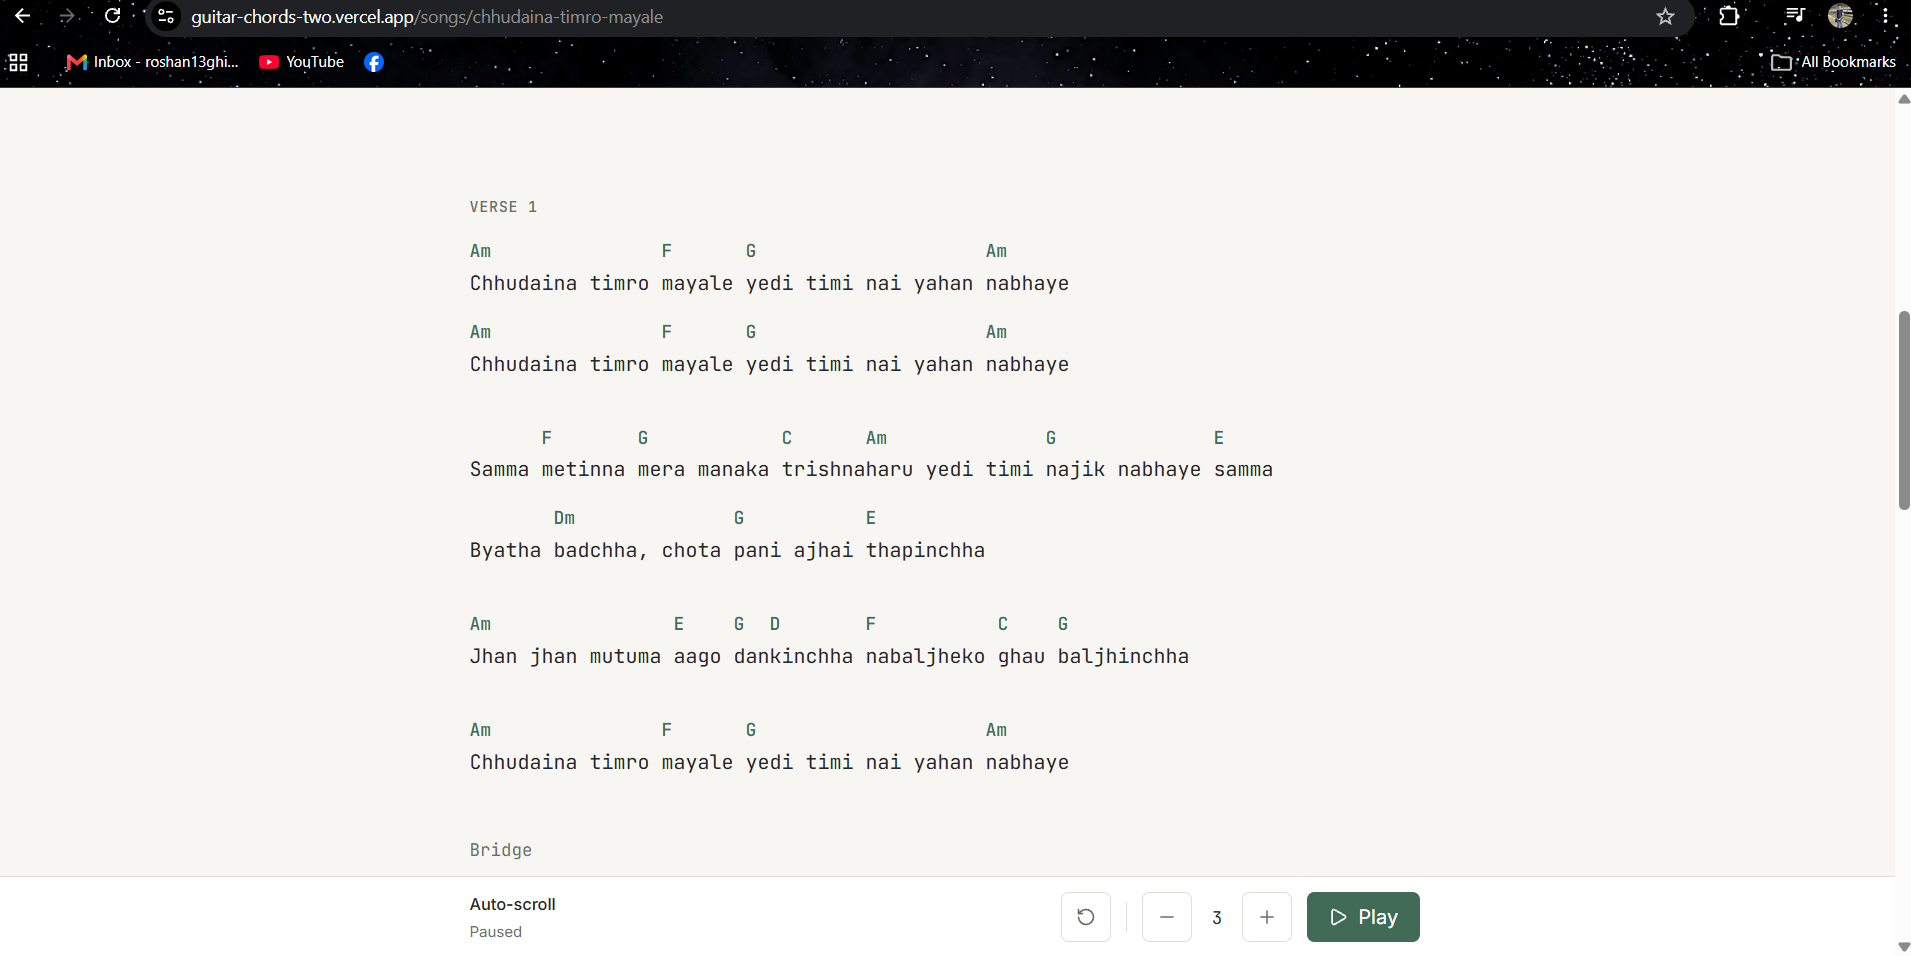 guitar-chords-two.vercel.app/songs/chhudaina-timro-mayale
Inbox - roshan13ghi... YouTube All Bookmarks
VERSE 1
Am F G Am
Chhudaina timro mayale yedi timi nai yahan nabhaye
Am F G Am
Chhudaina timro mayale yedi timi nai yahan nabhaye
F G C Am G E
Samma metinna mera manaka trishnaharu yedi timi najik nabhaye samma
Dm G E
Byatha badchha, chota pani ajhai thapinchha
Am E G D F C G
Jhan jhan mutuma aago dankinchha nabaljheko ghau baljhinchha
Am F G Am
Chhudaina timro mayale yedi timi nai yahan nabhaye
Bridge
Auto-scroll
Paused
3
Play